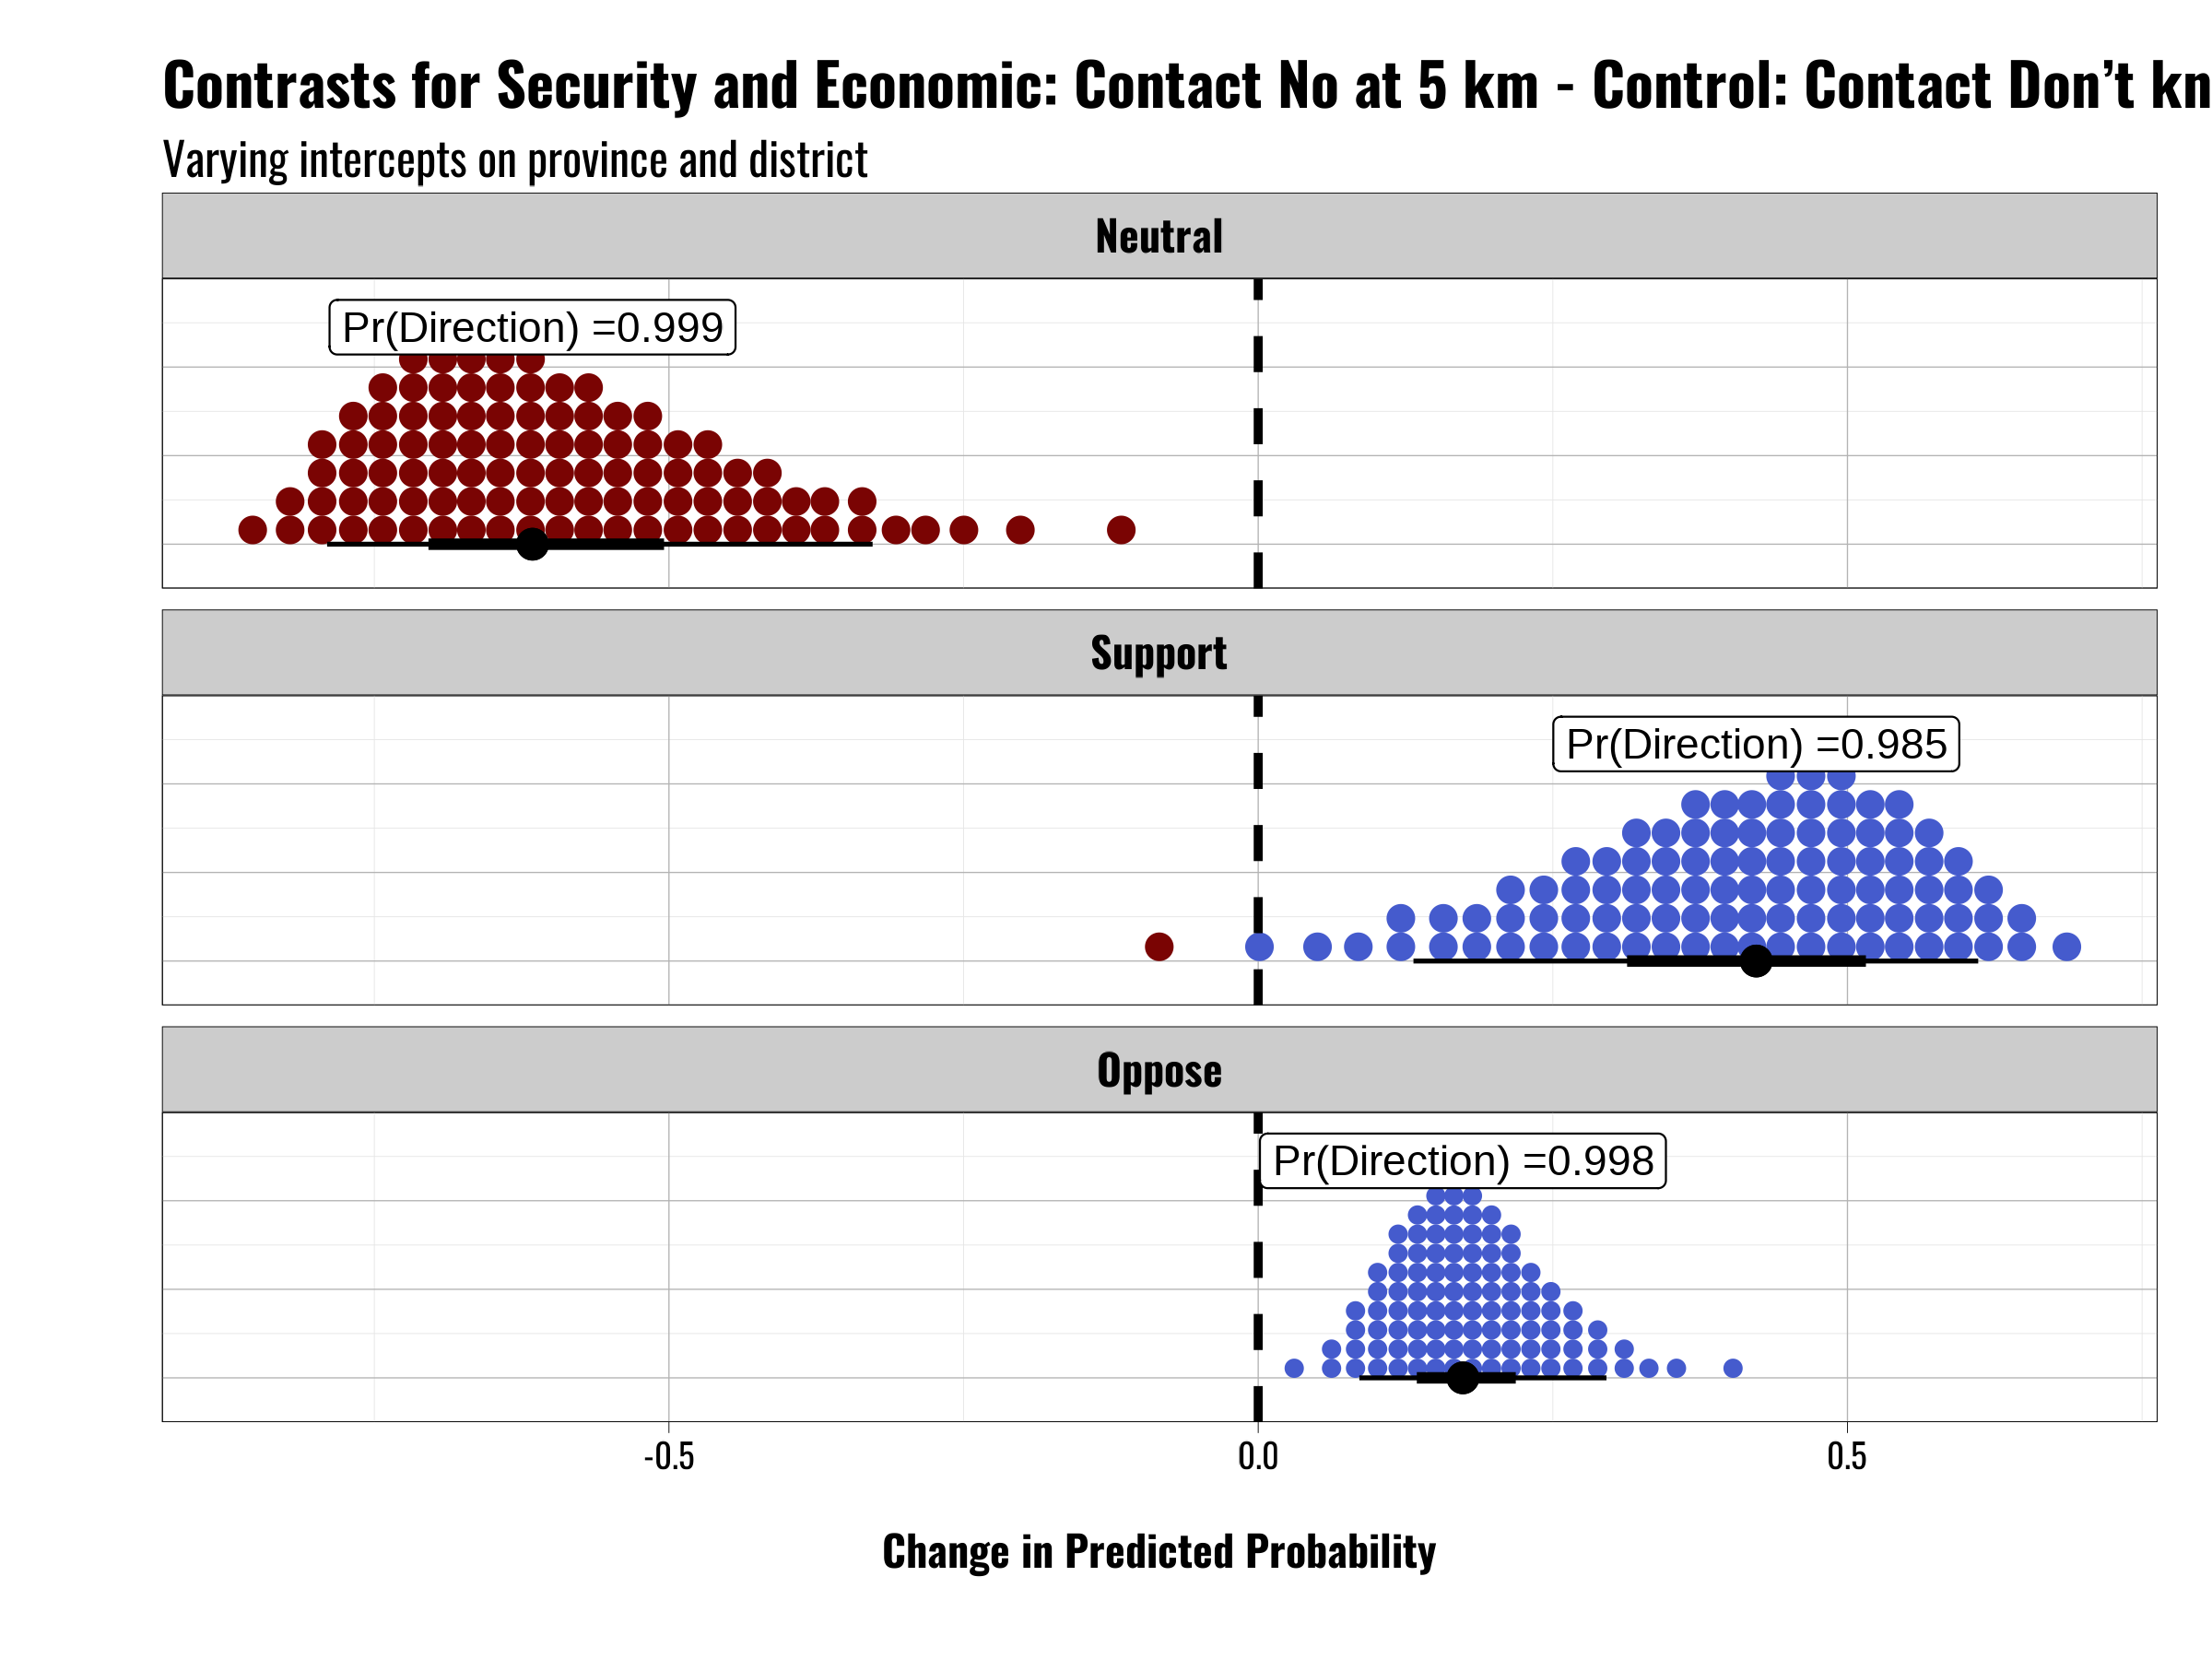 Contrasts for Security and Economic: Contact No at 5 km - Control: Contact Don’t kn
Varying intercepts on province and district
Neutral
Pr(Direction) =0.999
Support
Pr(Direction) =0.985
Oppose
Pr(Direction) =0.998
-0.5 0.0 0.5
Change in Predicted Probability